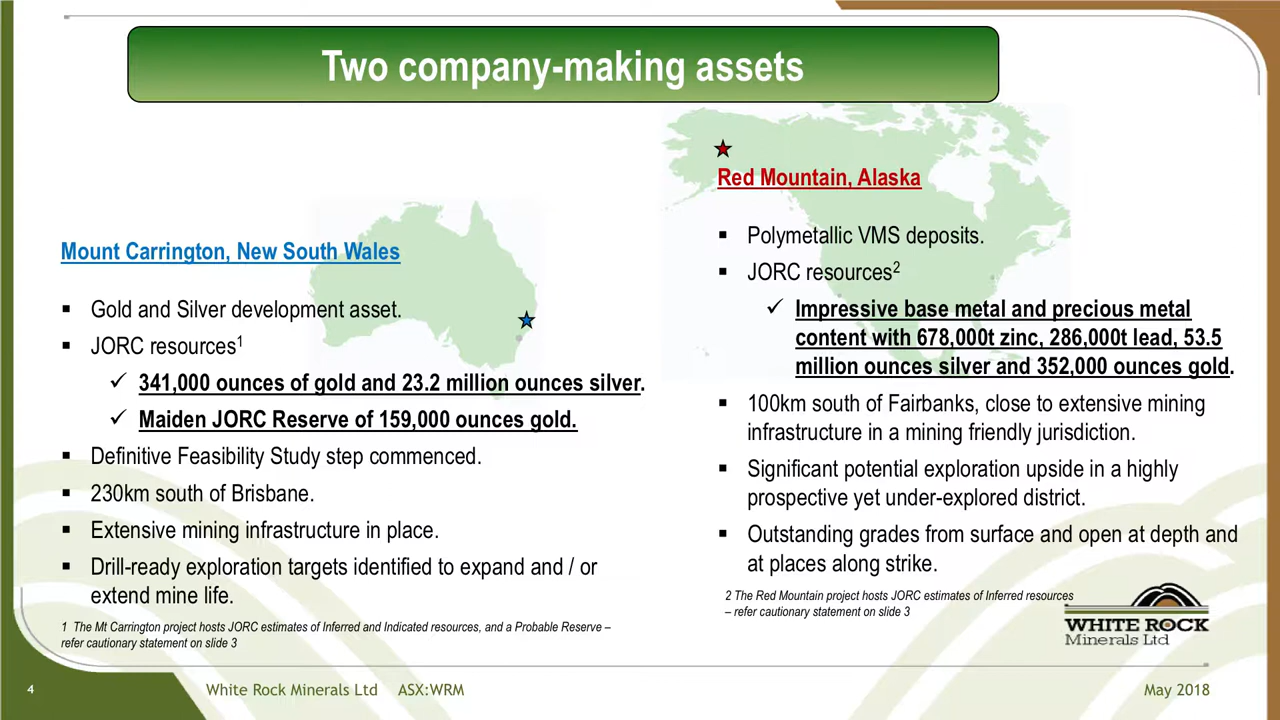 Two company-making assets
Mount Carrington, New South Wales
▪ Gold and Silver development asset.
▪ JORC resources1
✓ 341,000 ounces of gold and 23.2 million ounces silver.
✓ Maiden JORC Reserve of 159,000 ounces gold.
▪ Definitive Feasibility Study step commenced.
▪ 230km south of Brisbane.
▪ Extensive mining infrastructure in place.
▪ Drill-ready exploration targets identified to expand and / or
extend mine life.
1 The Mt Carrington project hosts JORC estimates of Inferred and Indicated resources, and a Probable Reserve –
refer cautionary statement on slide 3
Red Mountain, Alaska
▪ Polymetallic VMS deposits.
▪ JORC resources2
✓ Impressive base metal and precious metal
content with 678,000t zinc, 286,000t lead, 53.5
million ounces silver and 352,000 ounces gold.
▪ 100km south of Fairbanks, close to extensive mining
infrastructure in a mining friendly jurisdiction.
▪ Significant potential exploration upside in a highly
prospective yet under-explored district.
▪ Outstanding grades from surface and open at depth and
at places along strike.
2 The Red Mountain project hosts JORC estimates of Inferred resources
– refer cautionary statement on slide 3
WHITE ROCK
Minerals Ltd
4
White Rock Minerals Ltd ASX:WRM
May 2018